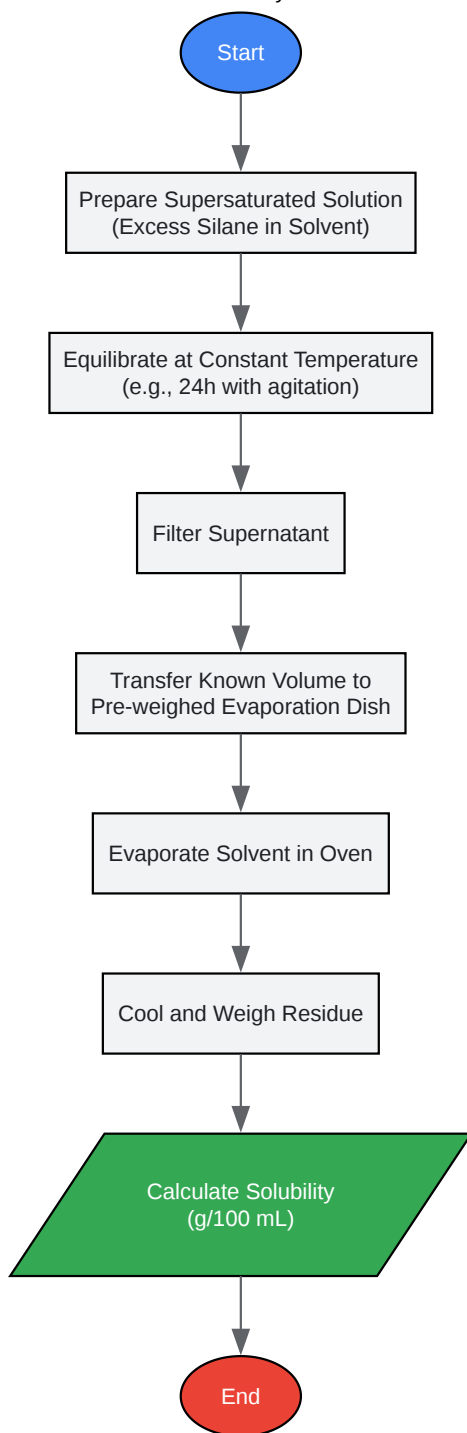 Start
Prepare Supersaturated Solution
(Excess Silane in Solvent)
Equilibrate at Constant Temperature
(e.g., 24h with agitation)
Filter Supernatant
Transfer Known Volume to
Pre-weighed Evaporation Dish
Evaporate Solvent in Oven
Cool and Weigh Residue
Calculate Solubility
(g/100 mL)
End